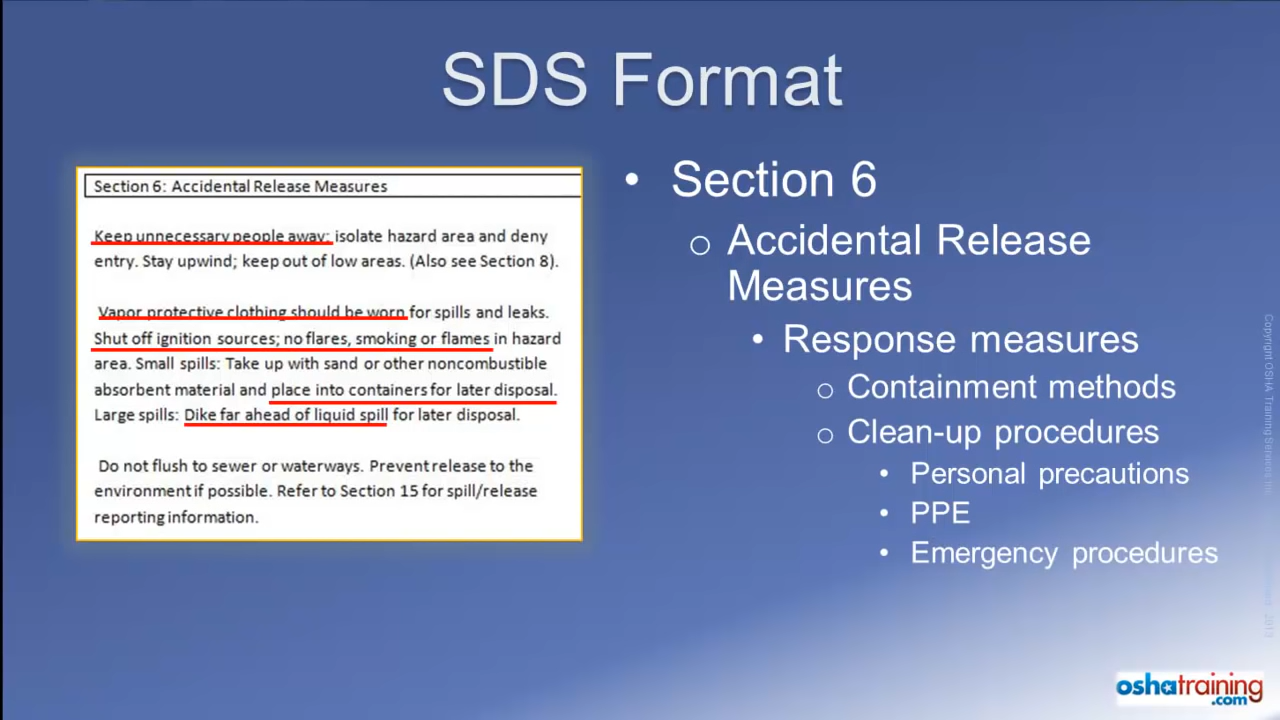 SDS Format
Section 6: Accidental Release Measures
Keep unnecessary people away; isolate hazard area and deny
entry. Stay upwind; keep out of low areas. (Also see Section 8).
Vapor protective clothing should be worn for spills and leaks.
Shut off ignition sources; no flares, smoking or flames in hazard
area. Small spills: Take up with sand or other noncombustible
absorbent material and place into containers for later disposal.
Large spills: Dike far ahead of liquid spill for later disposal.
Do not flush to sewer or waterways. Prevent release to the
environment if possible. Refer to Section 15 for spill/release
reporting information.
• Section 6
o Accidental Release
Measures
• Response measures
o Containment methods
o Clean-up procedures
• Personal precautions
• PPE
• Emergency procedures
Copyright OSHA Training Services
oshatraining
.com